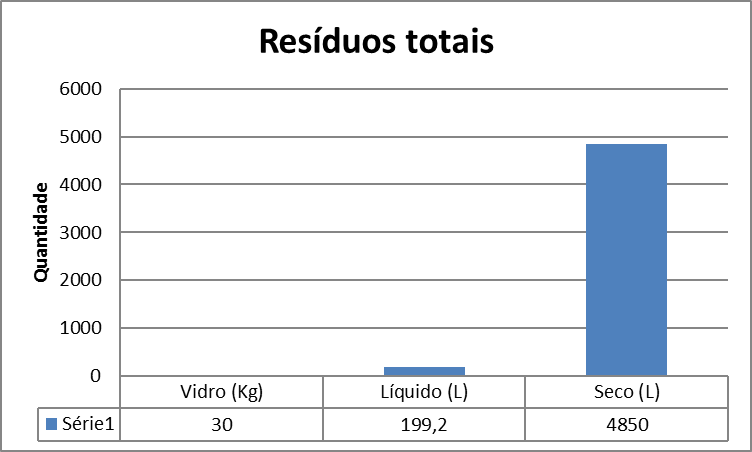 Resíduos totais
6000
5000
4000
3000
2000
1000
0
Quantidade
Vidro (Kg) Líquido (L) Seco (L)
Série1 30 199,2 4850